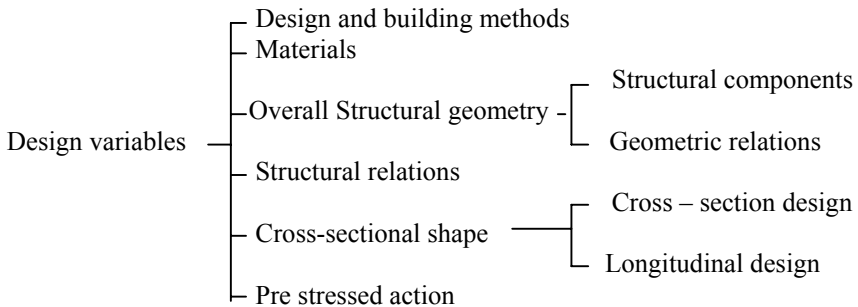 Design and building methods
Materials
Structural components
Overall Structural geometry
Geometric relations
Design variables
Structural relations
Cross – section design
Cross-sectional shape
Longitudinal design
Pre stressed action